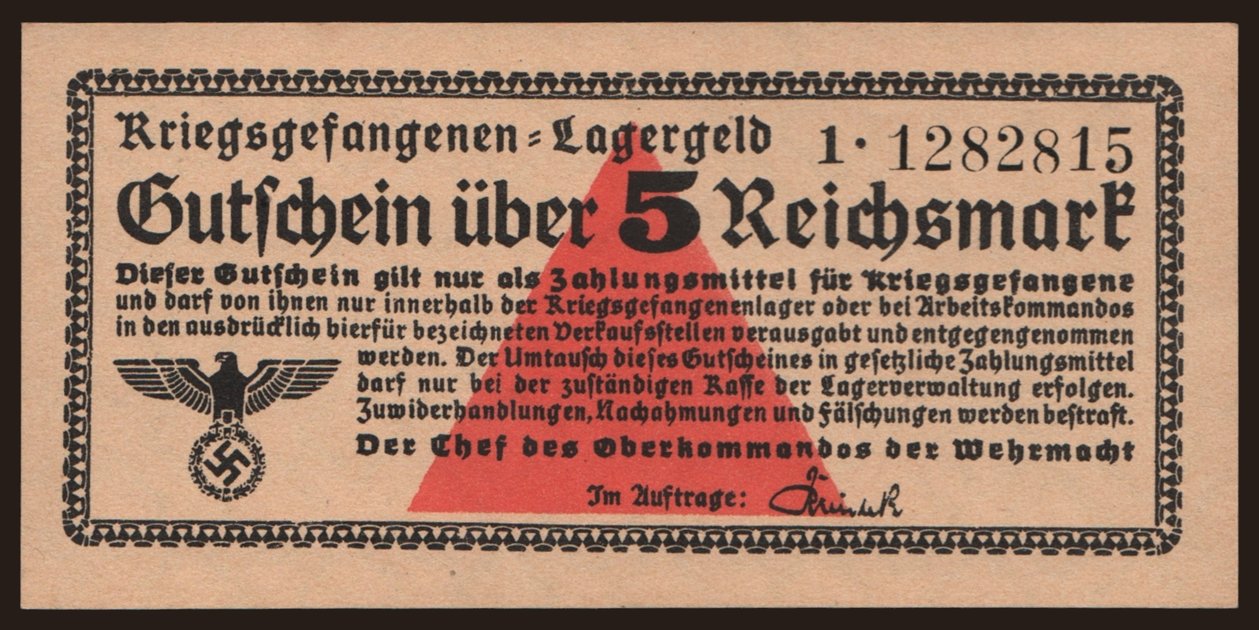 Kriegsgefangenen=Lagergeld 1·1282815
Gutschein über 5 Reichsmark
Dieser Gutschein gilt nur als Zahlungsmittel für Kriegsgefangene
und darf von ihnen nur innerhalb der Kriegsgefangenenlager oder bei Arbeitskommandos
in den ausdrücklich hierfür bezeichneten Verkaufsstellen verausgabt und entgegengenommen
werden. Der Umtausch dieses Gutscheines in gesetzliche Zahlungsmittel
darf nur bei der zuständigen Kasse der Lagerverwaltung erfolgen.
Zuwiderhandlungen, Nachahmungen und Fälschungen werden bestraft.
Der Chef des Oberkommandos der Wehrmacht
Im Auftrage: